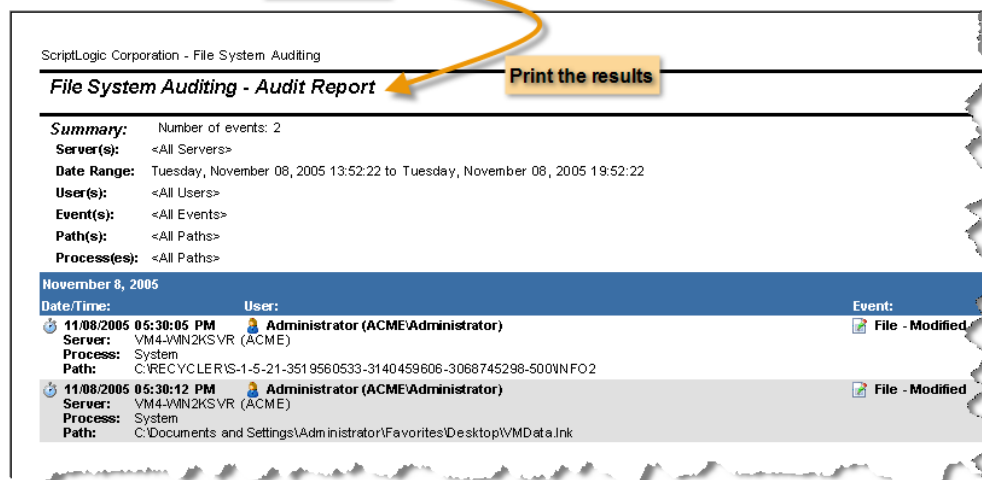 ScriptLogic Corporation - File System Auditing
Print the results
File System Auditing - Audit Report
Summary: Number of events: 2
Server(s): <All Servers>
Date Range: Tuesday, November 08, 2005 13:52:22 to Tuesday, November 08, 2005 19:52:22
User(s): <All Users>
Event(s): <All Events>
Path(s): <All Paths>
Process(es): <All Paths>
November 8, 2005
Date/Time: User: Event:
11/08/2005 05:30:05 PM Administrator (ACME\Administrator) File - Modified
Server: VM4-WIN2KSVR (ACME)
Process: System
Path: C:\RECYCLER\S-1-5-21-3519560533-3140459606-3068745298-500\INFO2
11/08/2005 05:30:12 PM Administrator (ACME\Administrator) File - Modified
Server: VM4-WIN2KSVR (ACME)
Process: System
Path: C:\Documents and Settings\Administrator\Favorites\Desktop\VMData.lnk